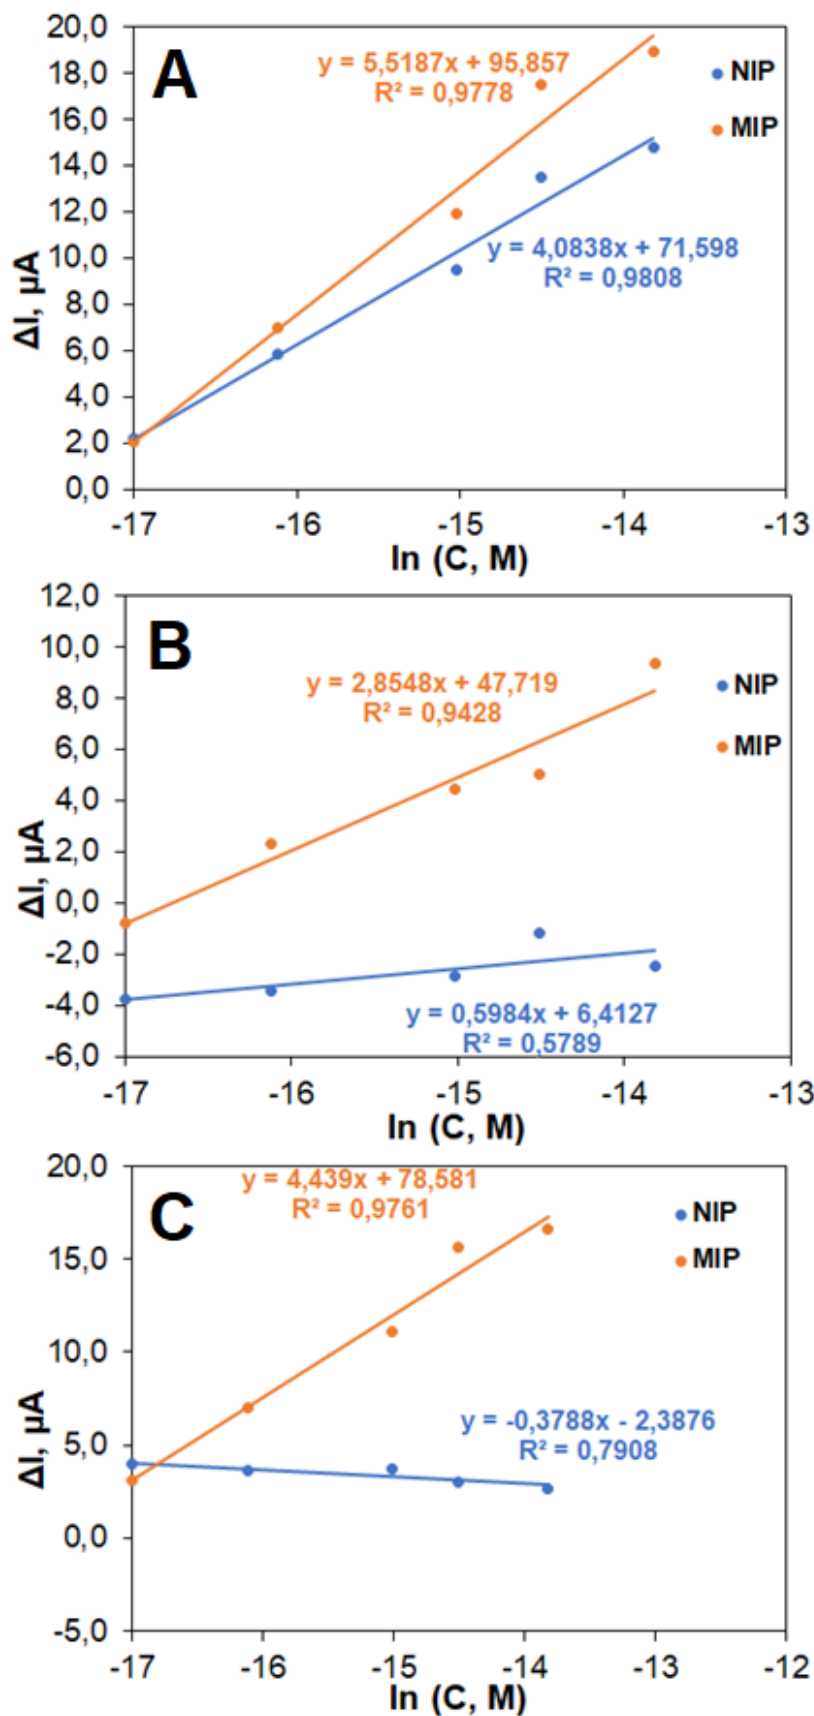 A
20,0
18,0
16,0
14,0
12,0
10,0
8,0
6,0
4,0
2,0
0,0
ΔI, µA
y = 5,5187x + 95,857
R² = 0,9778
NIP
MIP
y = 4,0838x + 71,598
R² = 0,9808
-17 -16 -15 -14 -13
ln (C, M)
B
12,0
10,0
8,0
6,0
4,0
2,0
0,0
-2,0
-4,0
-6,0
ΔI, µA
y = 2,8548x + 47,719
R² = 0,9428
NIP
MIP
y = 0,5984x + 6,4127
R² = 0,5789
-17 -16 -15 -14 -13
ln (C, M)
C
20,0
15,0
10,0
5,0
0,0
-5,0
ΔI, µA
y = 4,439x + 78,581
R² = 0,9761
NIP
MIP
y = -0,3788x - 2,3876
R² = 0,7908
-17 -16 -15 -14 -13 -12
ln (C, M)